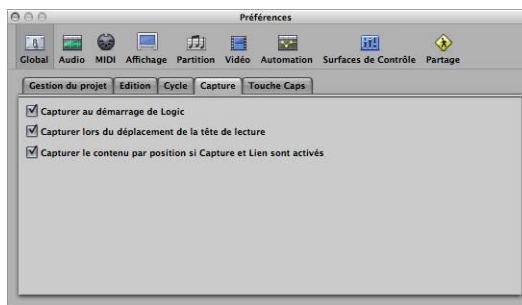 Préférences
Global Audio MIDI Affichage Partition Vidéo Automation Surfaces de Contrôle Partage
Gestion du projet Edition Cycle Capture Touche Caps
Capturer au démarrage de Logic
Capturer lors du déplacement de la tête de lecture
Capturer le contenu par position si Capture et Lien sont activés